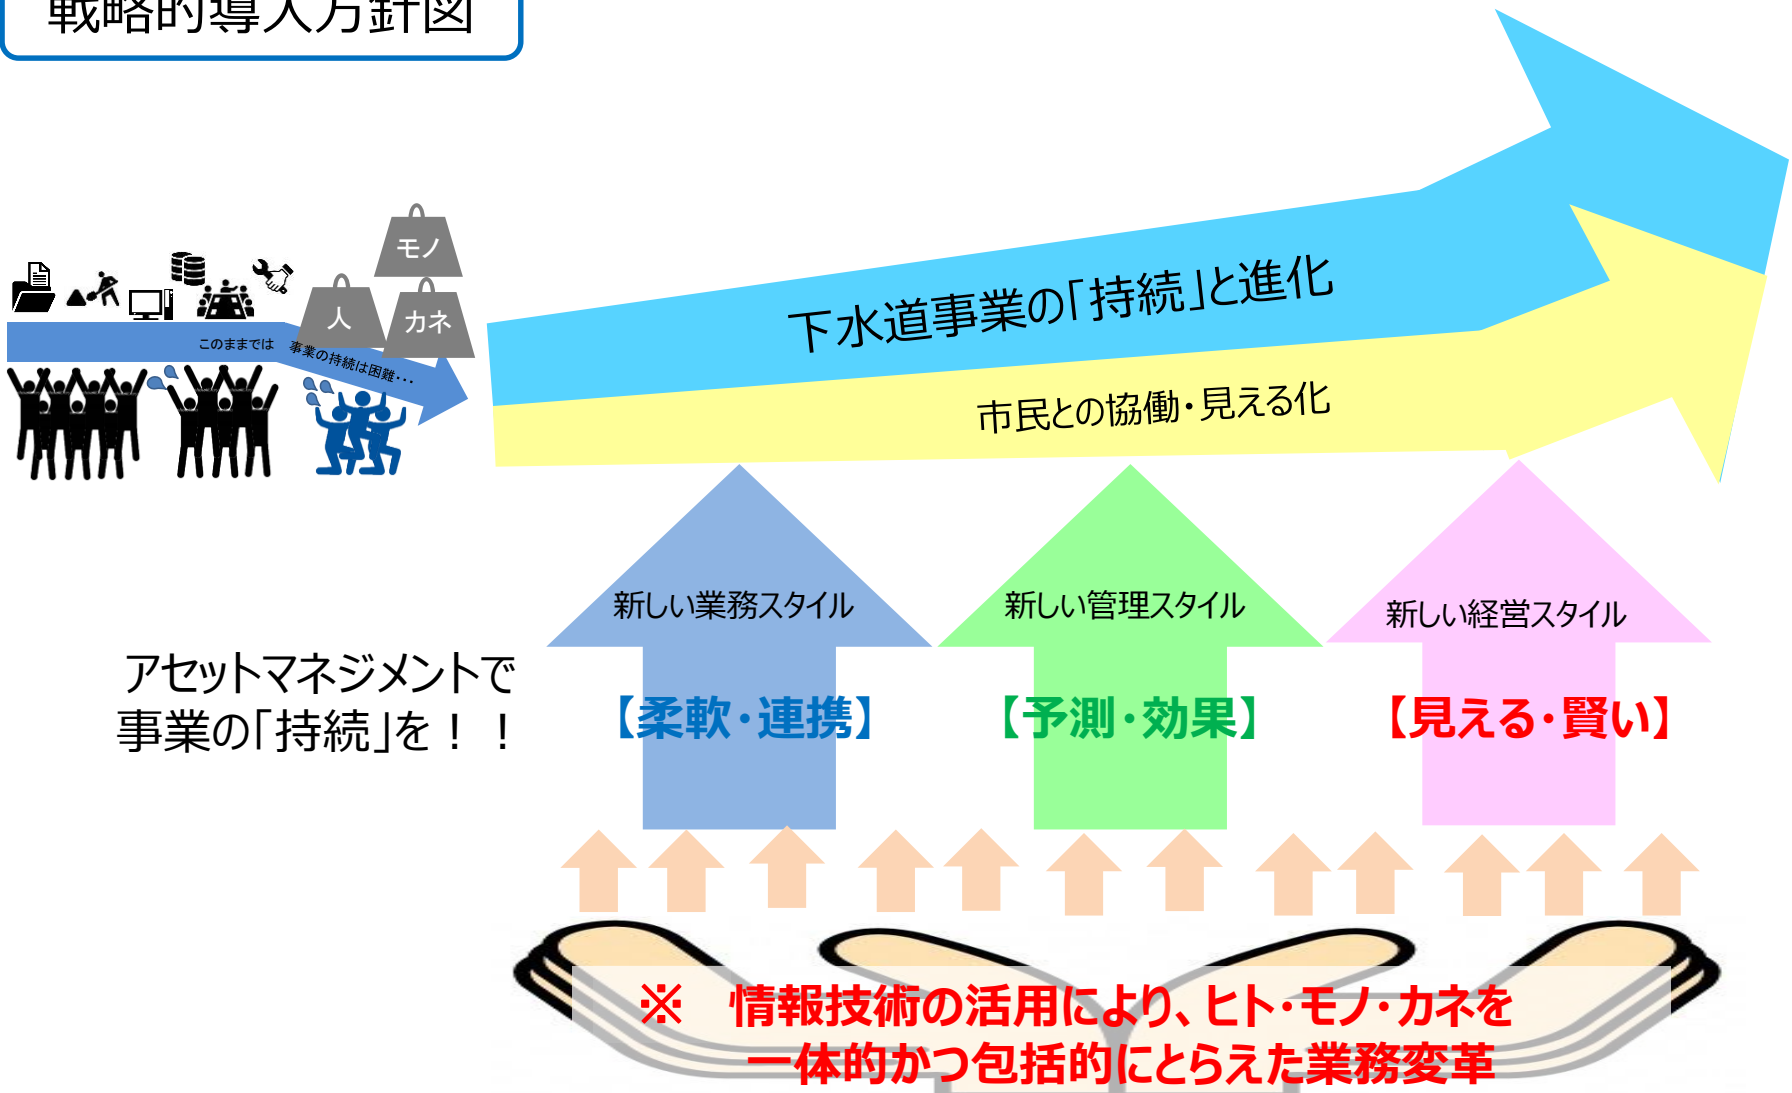 戦略的導入方針図
モノ
人
カネ
このままでは 事業の持続は困難・・・
下水道事業の「持続」と進化
市民との協働・見える化
新しい業務スタイル
新しい管理スタイル
新しい経営スタイル
アセットマネジメントで
事業の「持続」を！！
【柔軟・連携】
【予測・効果】
【見える・賢い】
※ 情報技術の活用により、ヒト・モノ・カネを
一体的かつ包括的にとらえた業務変革